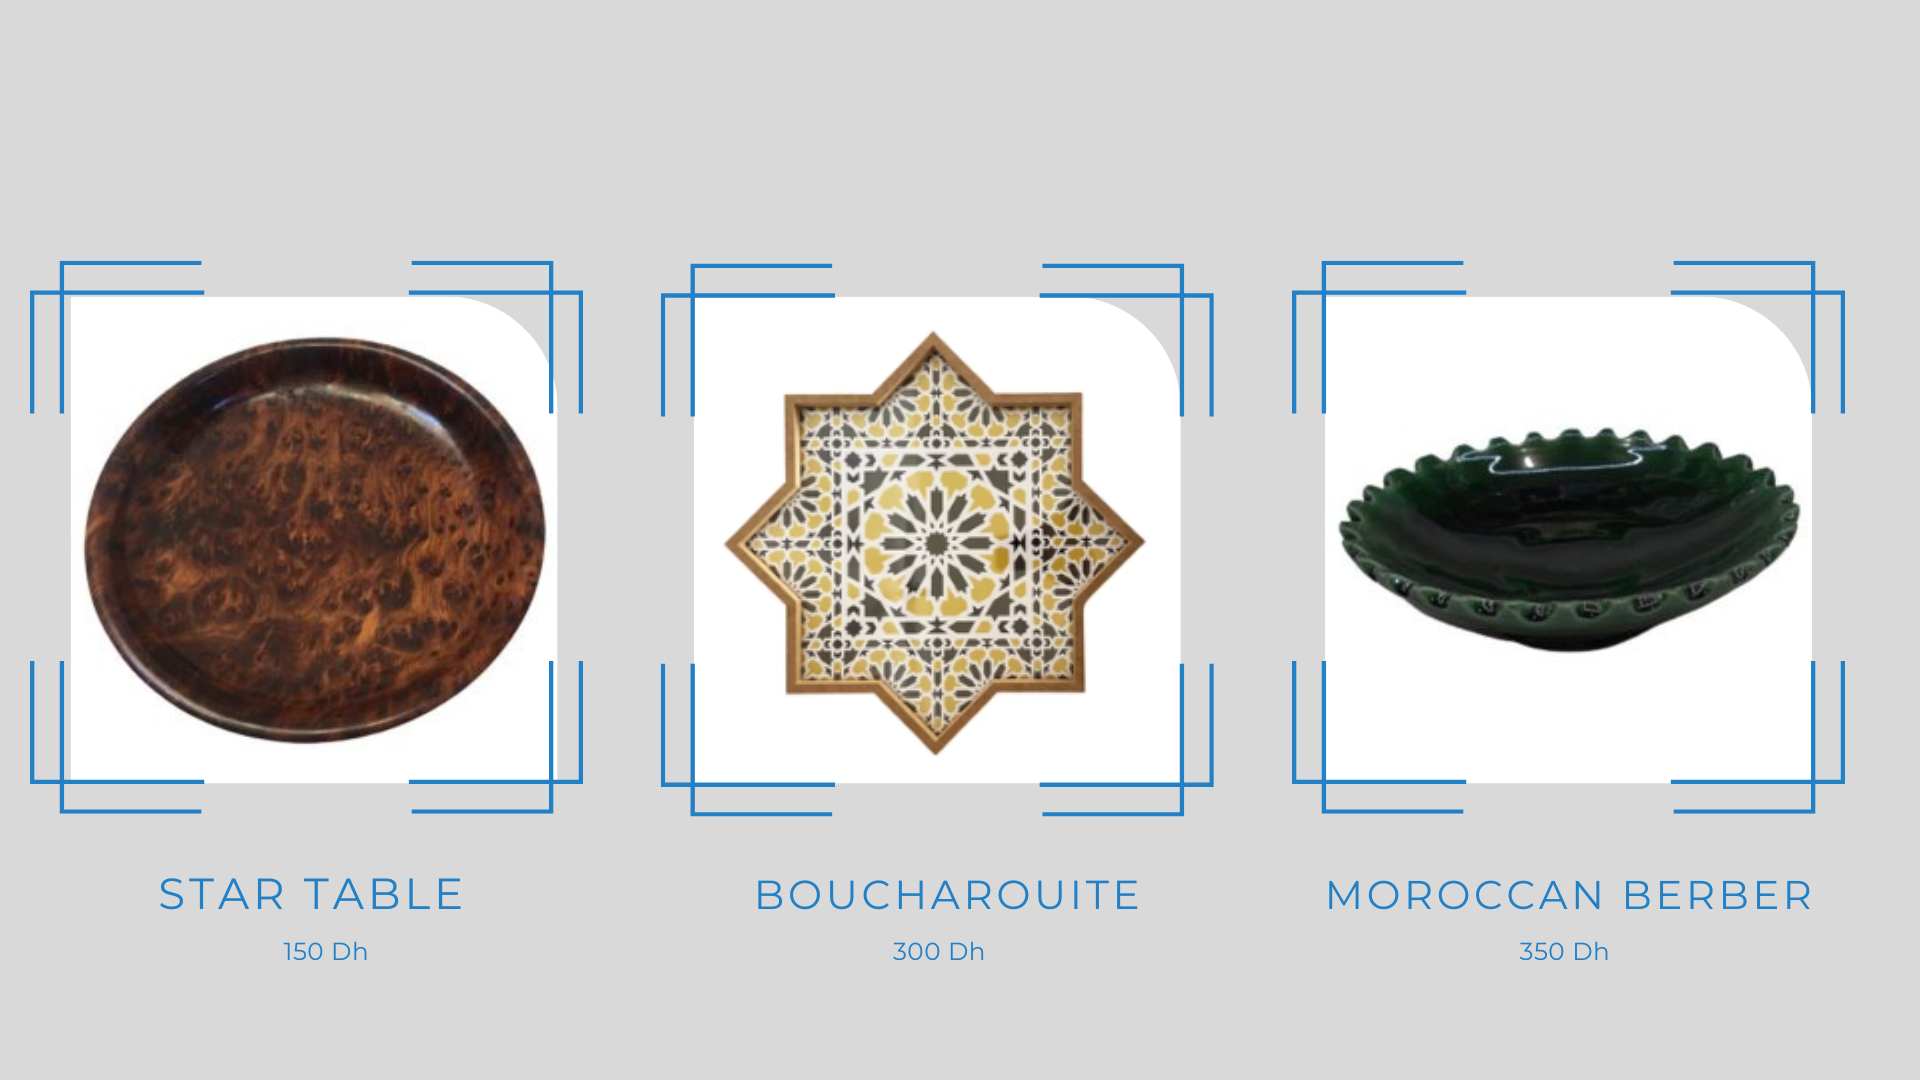 STAR TABLE
150 Dh
BOUCHAROUITE
300 Dh
MOROCCAN BERBER
350 Dh